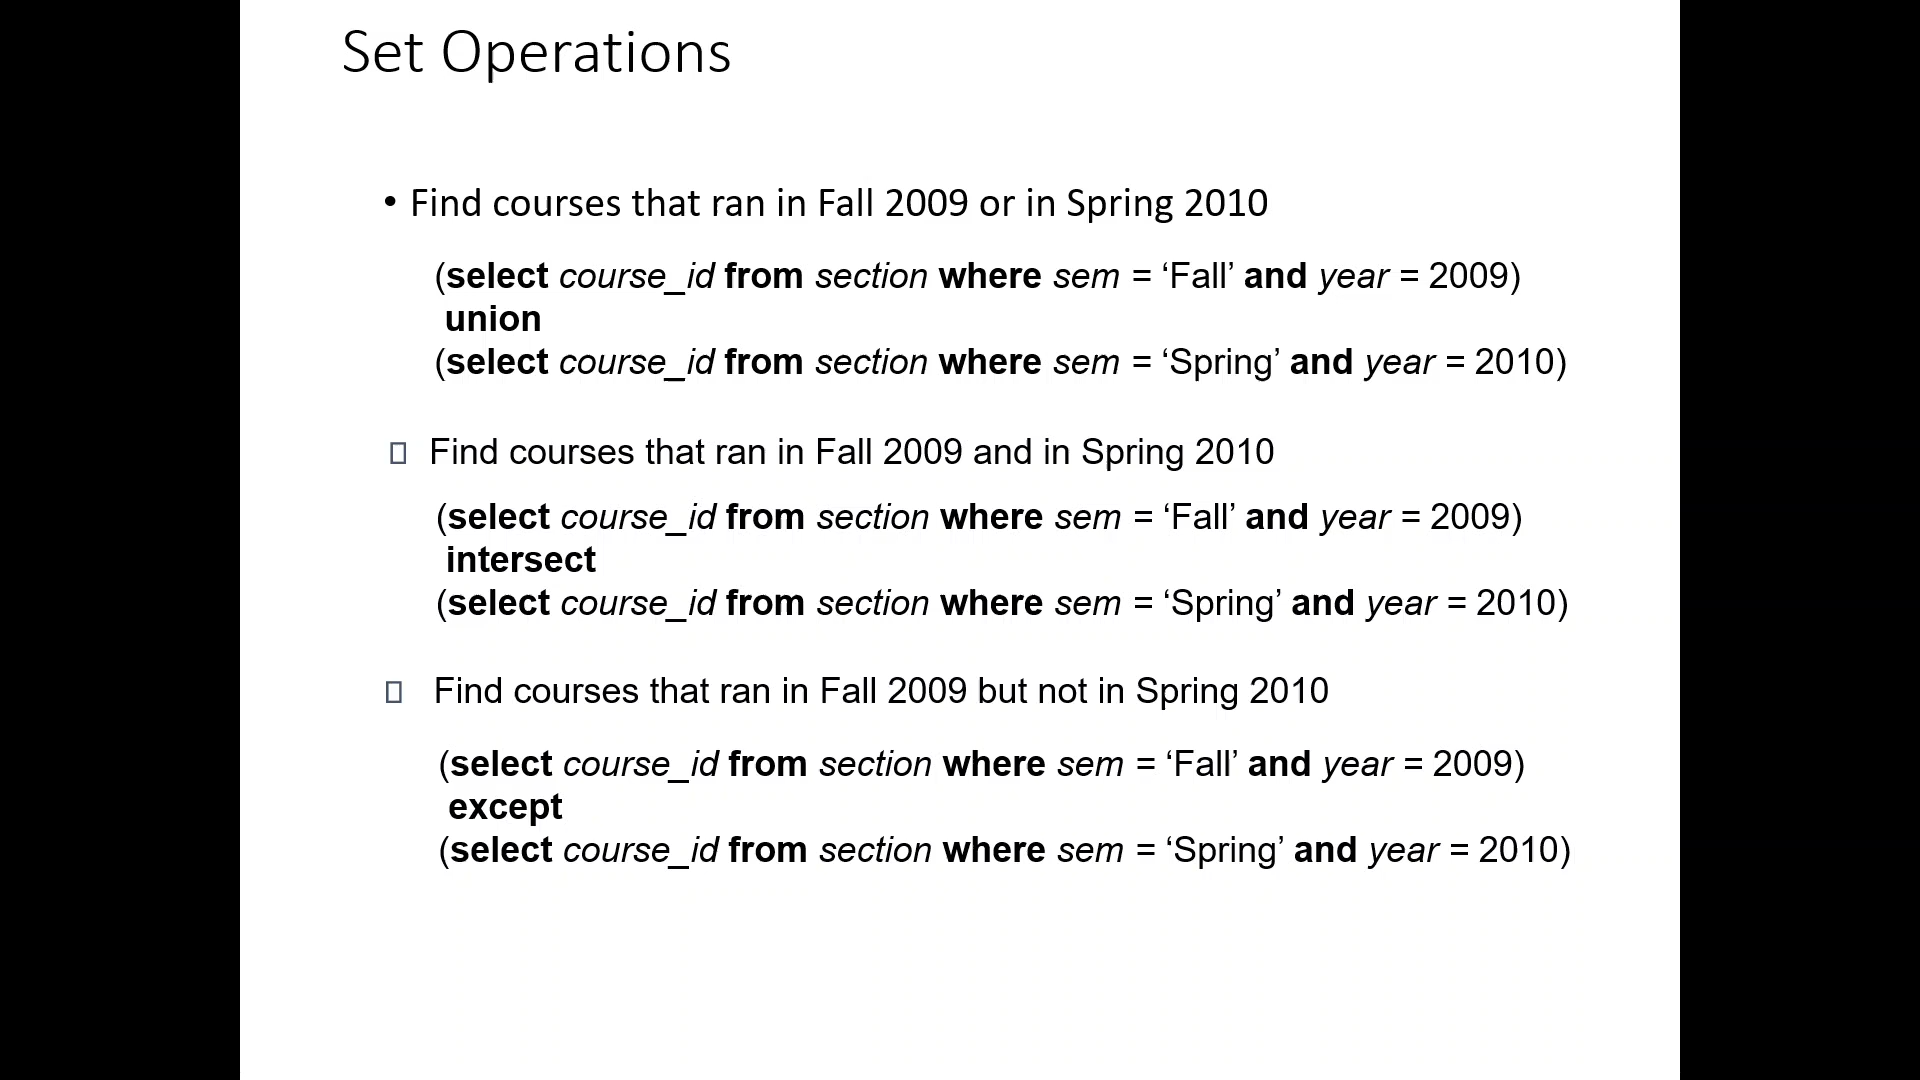 Set Operations
• Find courses that ran in Fall 2009 or in Spring 2010
(select course_id from section where sem = ‘Fall’ and year = 2009)
union
(select course_id from section where sem = ‘Spring’ and year = 2010)
Find courses that ran in Fall 2009 and in Spring 2010
(select course_id from section where sem = ‘Fall’ and year = 2009)
intersect
(select course_id from section where sem = ‘Spring’ and year = 2010)
Find courses that ran in Fall 2009 but not in Spring 2010
(select course_id from section where sem = ‘Fall’ and year = 2009)
except
(select course_id from section where sem = ‘Spring’ and year = 2010)